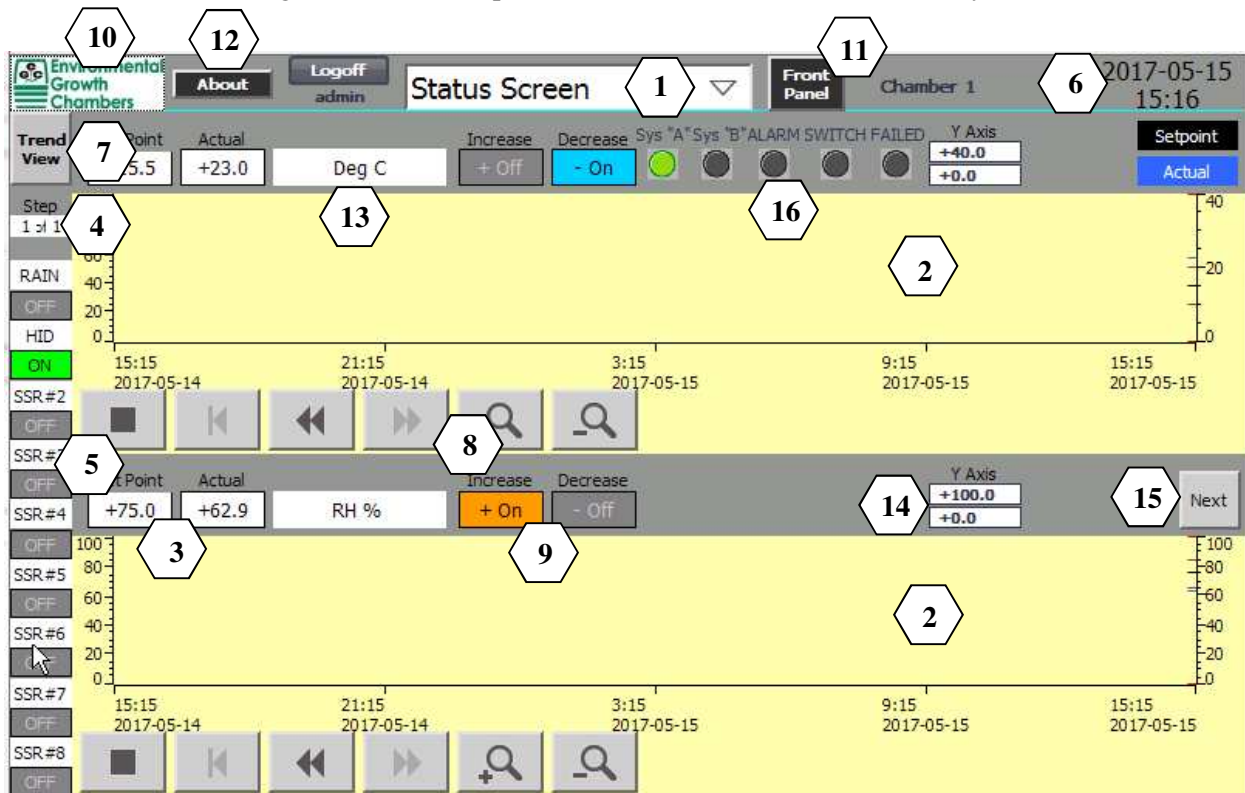 10
12
11
Environmental
Growth
Chambers
About
Logoff
admin
Status Screen
1
Front
Panel
Chamber 1
6
2017-05-15
15:16
Trend
View
7
Point
5.5
Actual
+23.0
Deg C
Increase
+ Off
Decrease
- On
Sys "A" Sys "B" ALARM SWITCH FAILED
Y Axis
+40.0
+0.0
Setpoint
Actual
Step
1 of 1
4
13
16
2
40
20
0
60
40
20
0
RAIN
OFF
HID
ON
15:15
2017-05-14
21:15
2017-05-14
3:15
2017-05-15
9:15
2017-05-15
15:15
2017-05-15
SSR#2
OFF
8
5
OFF
Point
+75.0
Actual
+62.9
RH %
Increase
+ On
Decrease
- Off
14
Y Axis
+100.0
+0.0
15
Next
3
9
SSR#4
OFF
SSR#5
OFF
SSR#6
SSR#7
OFF
SSR#8
OFF
100
80
60
40
20
0
2
100
80
60
40
20
0
15:15
2017-05-14
21:15
2017-05-14
3:15
2017-05-15
9:15
2017-05-15
15:15
2017-05-15